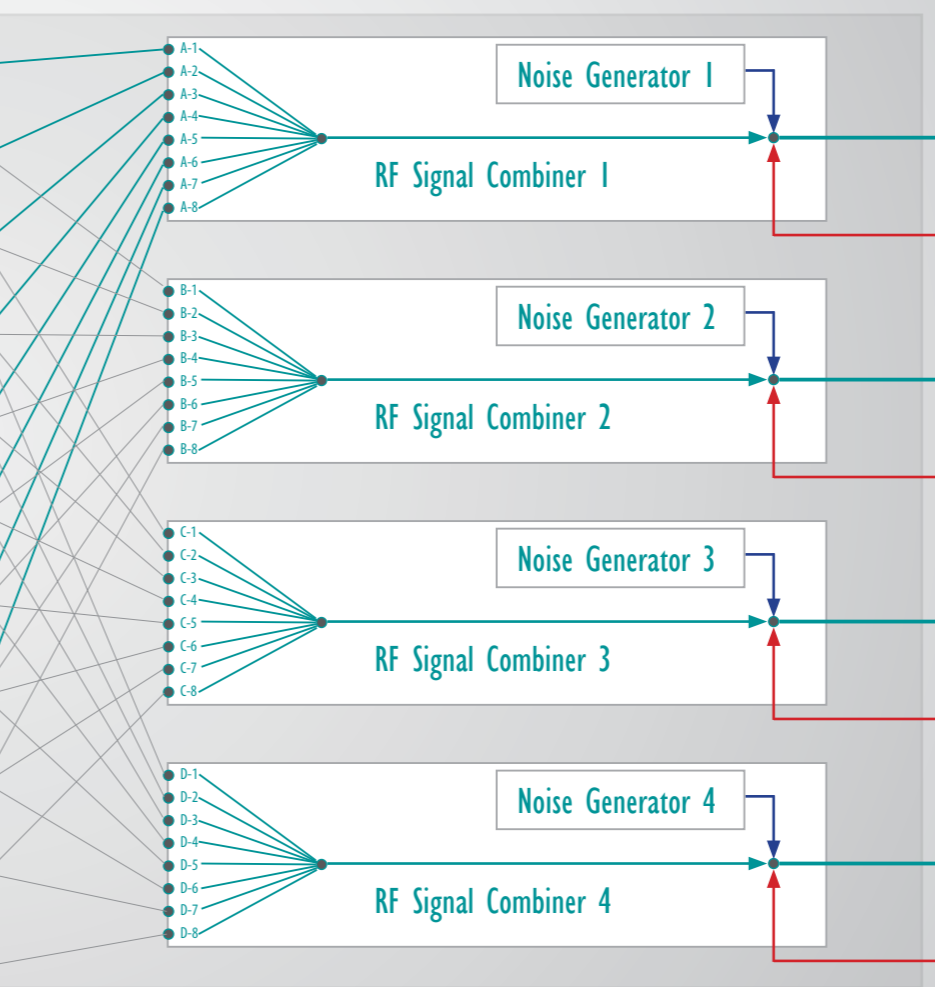 A-1
A-2
A-3
A-4
A-5
A-6
A-7
A-8
Noise Generator 1
RF Signal Combiner 1
B-1
B-2
B-3
B-4
B-5
B-6
B-7
B-8
Noise Generator 2
RF Signal Combiner 2
C-1
C-2
C-3
C-4
C-5
C-6
C-7
C-8
Noise Generator 3
RF Signal Combiner 3
D-1
D-2
D-3
D-4
D-5
D-6
D-7
D-8
Noise Generator 4
RF Signal Combiner 4